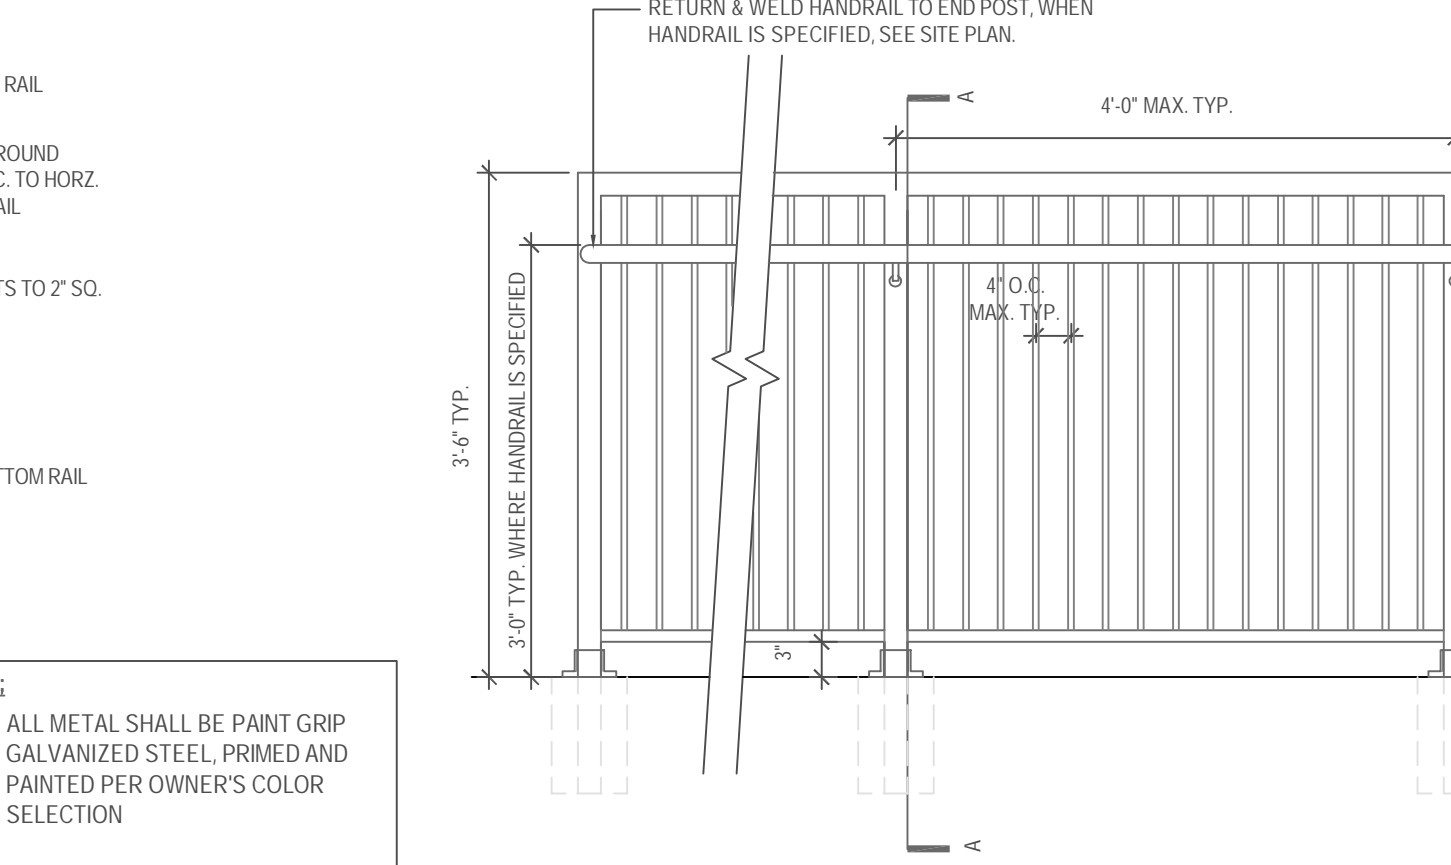 RETURN & WELD HANDRAIL TO END POST, WHEN
HANDRAIL IS SPECIFIED, SEE SITE PLAN.
RAIL
ROUND
C. TO HORZ.
AIL
TS TO 2" SQ.
TTOM RAIL
A
4'-0" MAX. TYP.
4" O.C.
MAX. TYP.
3'-6" TYP.
3'-0" TYP. WHERE HANDRAIL IS SPECIFIED
3"
ALL METAL SHALL BE PAINT GRIP
GALVANIZED STEEL, PRIMED AND
PAINTED PER OWNER'S COLOR
SELECTION
A